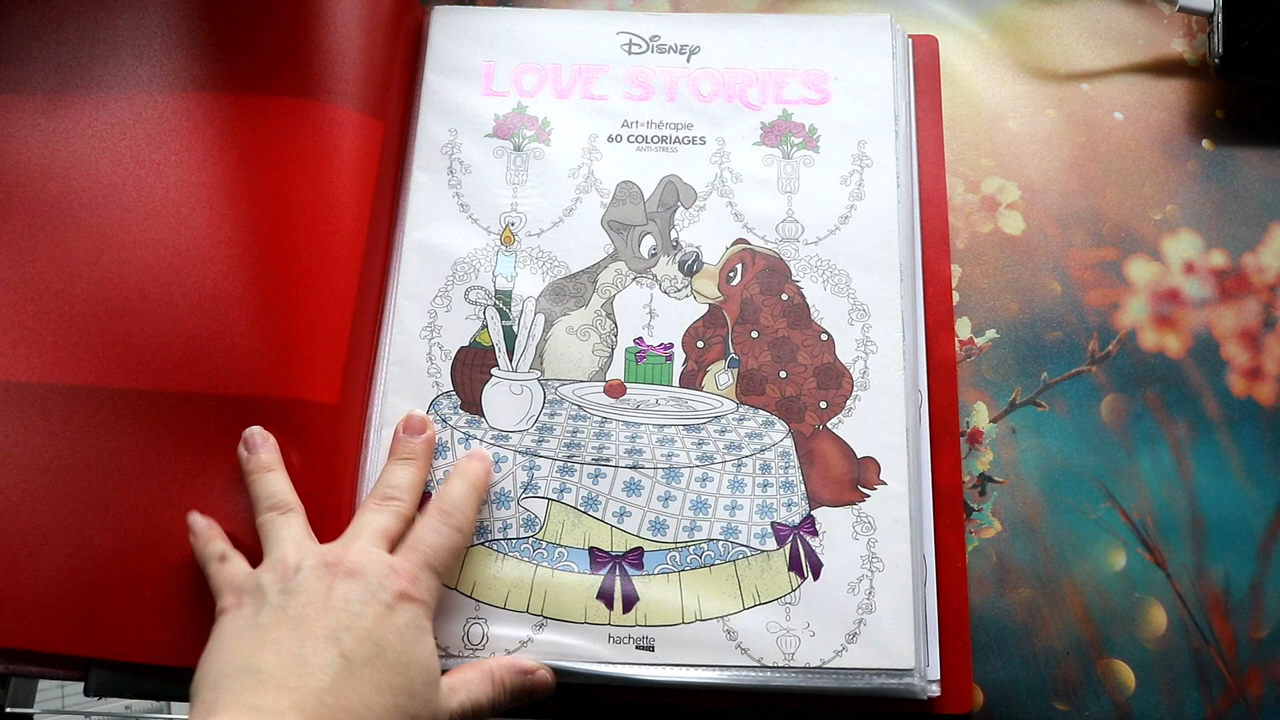 Disney
LOVE STORIES
Art-thérapie
60 COLORIAGES
ANTI-STRESS
hachette